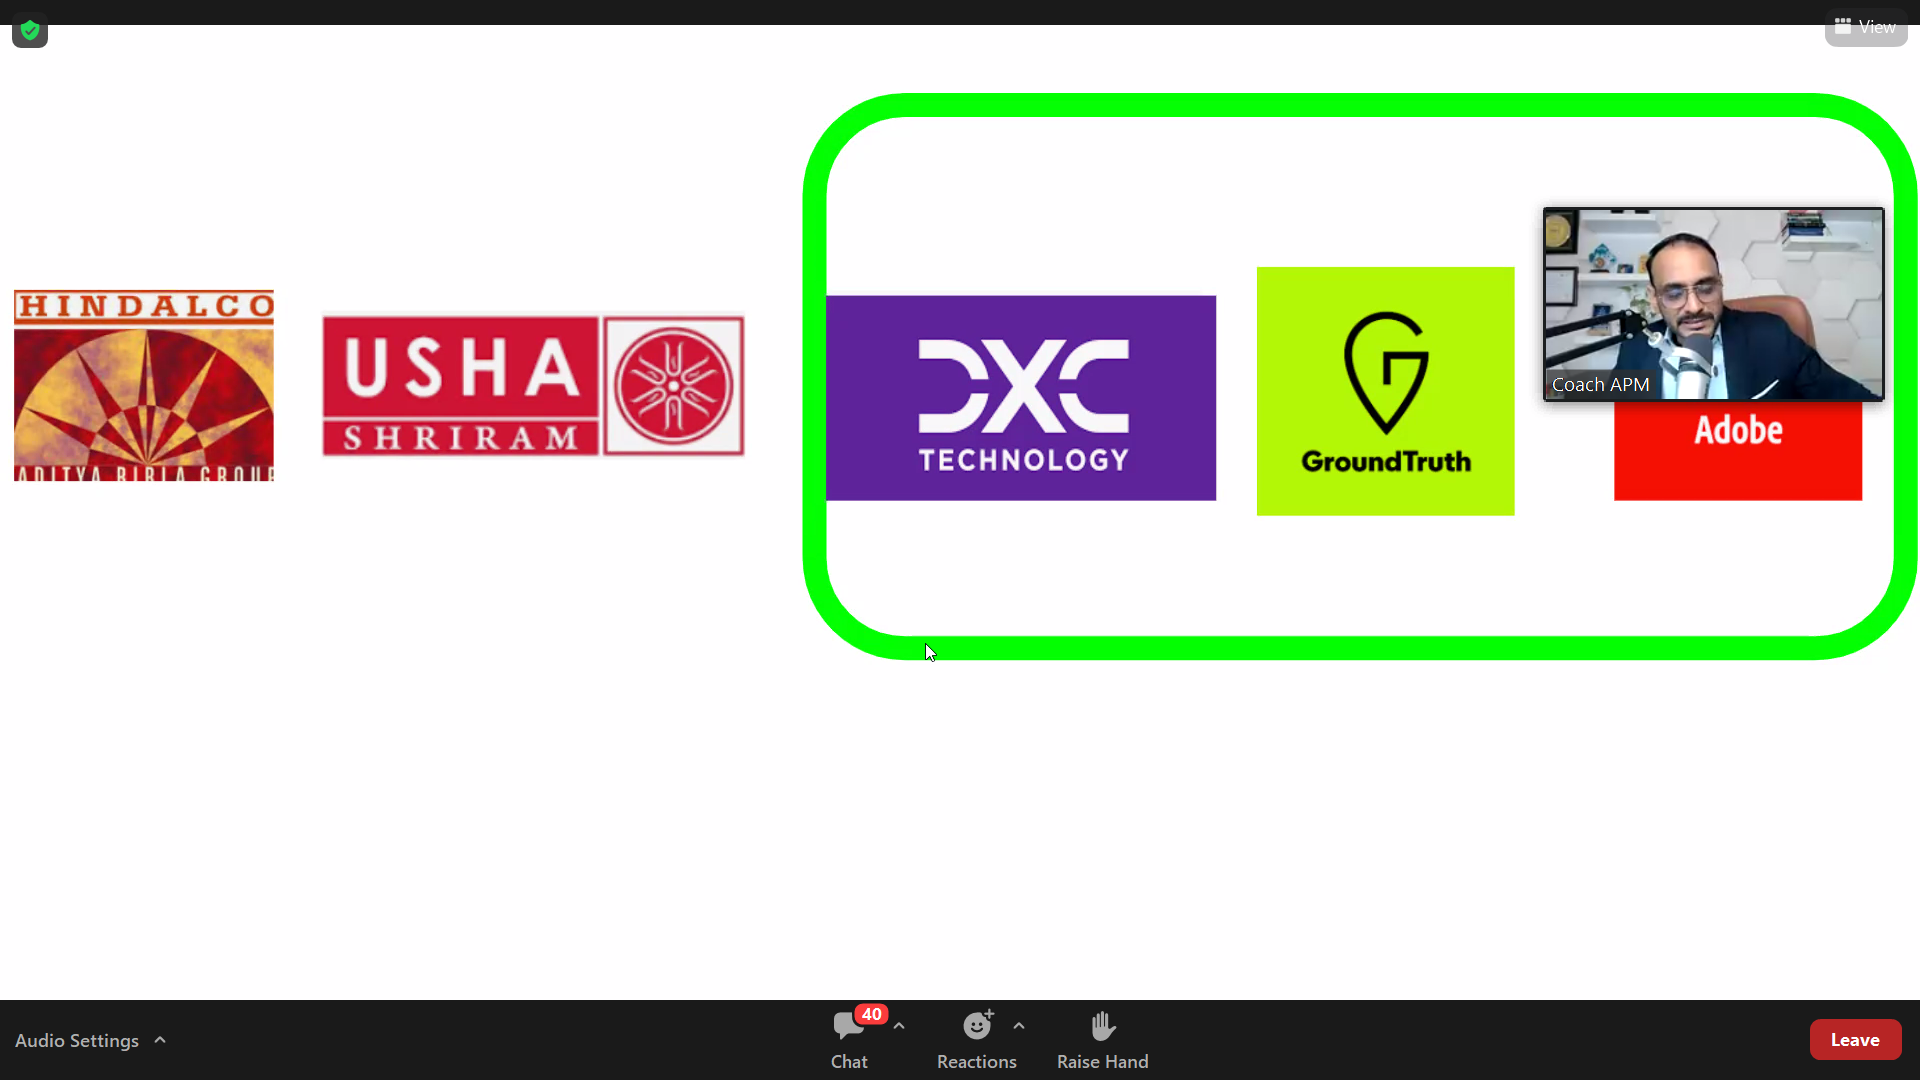 View
HINDALCO
ADITYA BIRLA GROUP
USHA
SHRIRAM
DXC
TECHNOLOGY
GroundTruth
Coach APM
Adobe
Audio Settings
40
Chat
Reactions
Raise Hand
Leave